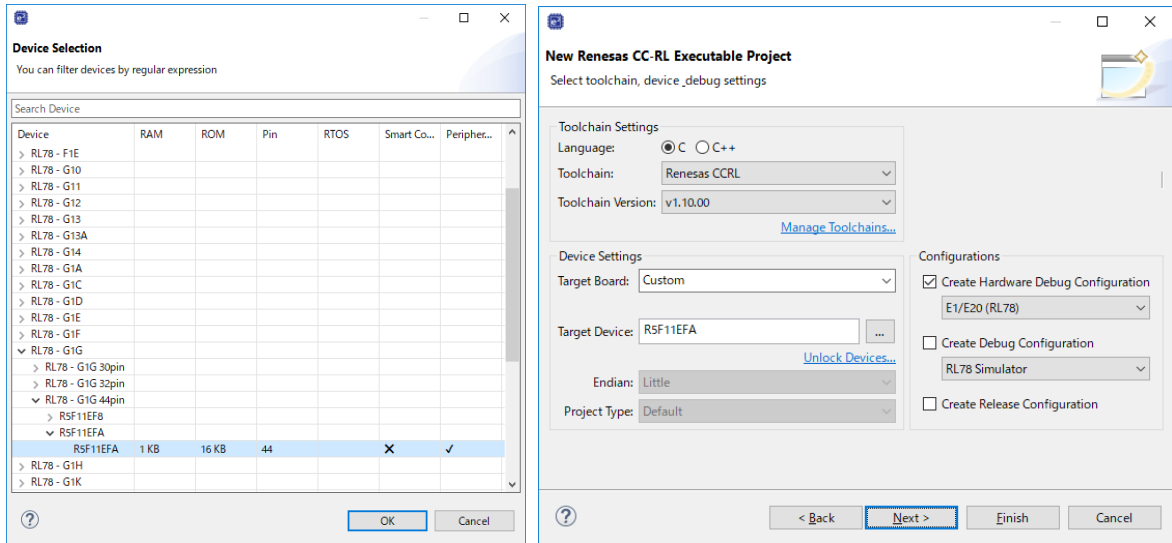 Device Selection
You can filter devices by regular expression
Search Device
Device RAM ROM Pin RTOS Smart Co... Peripher...
RL78 - F1E
RL78 - G10
RL78 - G11
RL78 - G12
RL78 - G13
RL78 - G13A
RL78 - G14
RL78 - G1A
RL78 - G1C
RL78 - G1D
RL78 - G1E
RL78 - G1F
RL78 - G1G
RL78 - G1G 30pin
RL78 - G1G 32pin
RL78 - G1G 44pin
R5F11EF8
R5F11EFA
R5F11EFA 1 KB 16 KB 44
RL78 - G1H
RL78 - G1K
OK Cancel
New Renesas CC-RL Executable Project
Select toolchain, device _debug settings
Toolchain Settings
Language: C C++
Toolchain: Renesas CCRL
Toolchain Version: v1.10.00
Manage Toolchains...
Device Settings
Target Board: Custom
Target Device: R5F11EFA ...
Unlock Devices...
Endian: Little
Project Type: Default
Configurations
Create Hardware Debug Configuration
E1/E20 (RL78)
Create Debug Configuration
RL78 Simulator
Create Release Configuration
< Back Next > Finish Cancel